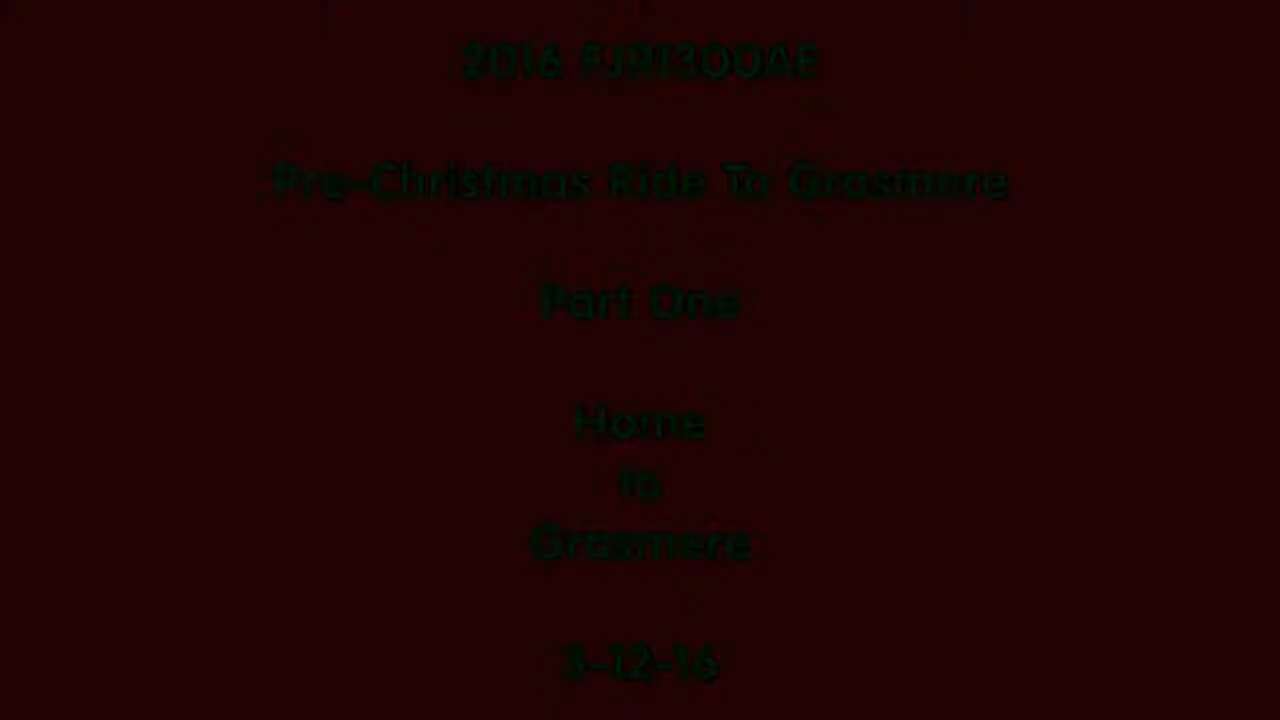 2016 FJR1300AE
Pre-Christmas Ride To Grasmere
Part One
Home
to
Grasmere
3-12-16